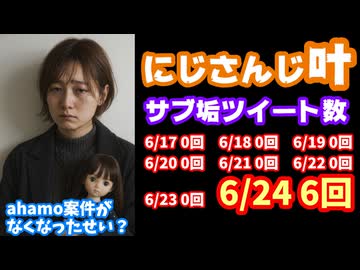 にじさんじ叶
サブ垢ツイート数
6/17 0回 6/18 0回 6/19 0回
6/20 0回 6/21 0回 6/22 0回
6/23 0回 6/24 6回
ahamo案件が
なくなったせい?